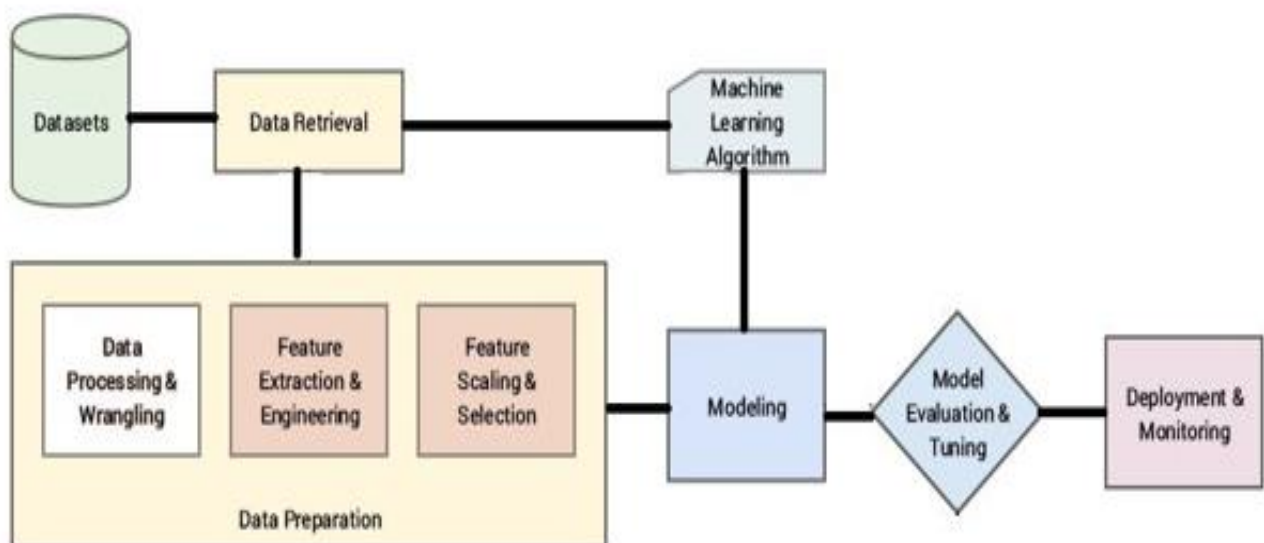 Datasets
Data Retrieval
Machine
Learning
Algorithm
Data
Processing &
Wrangling
Feature
Extraction &
Engineering
Feature
Scaling &
Selection
Data Preparation
Modeling
Model
Evaluation &
Tuning
Deployment &
Monitoring